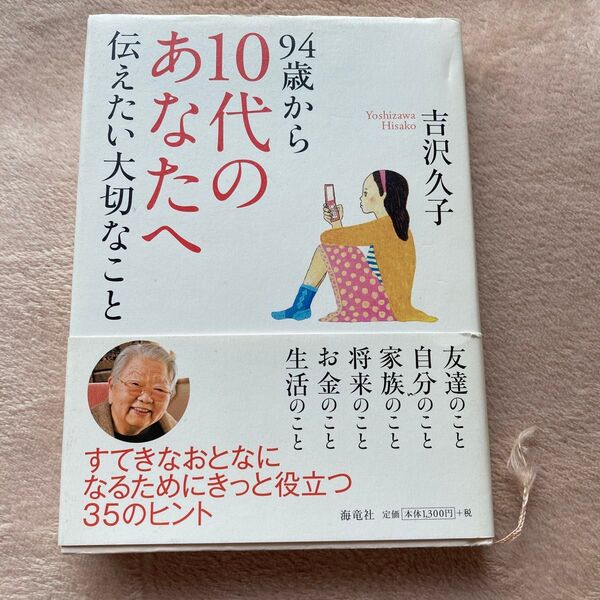 94歳から
10代の
あなたへ
伝えたい大切なこと
吉沢久子
Yoshizawa
Hisako
友達のこと
自分のこと
家族のこと
将来のこと
お金のこと
生活のこと
すてきなおとなに
なるためにきっと役立つ
35のヒント
海竜社 定価 本体1,300円+税